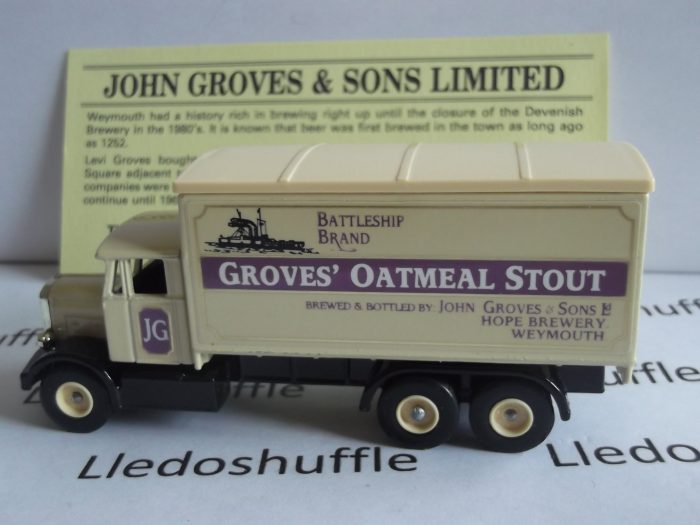 JOHN GROVES & SONS LIMITED
Weymouth had a history rich in brewing right up until the closure of the Devenish
Brewery in the 1980's. It is known that beer was first brewed in the town as long ago
as 1252.
Levi Groves bought
Square adjacent
companies were
continue until
BATTLESHIP
BRAND
GROVES' OATMEAL STOUT
BREWED & BOTTLED BY: JOHN GROVES & SONS LD
HOPE BREWERY.
WEYMOUTH
JG
Lledoshuffle
Lledoshuffle